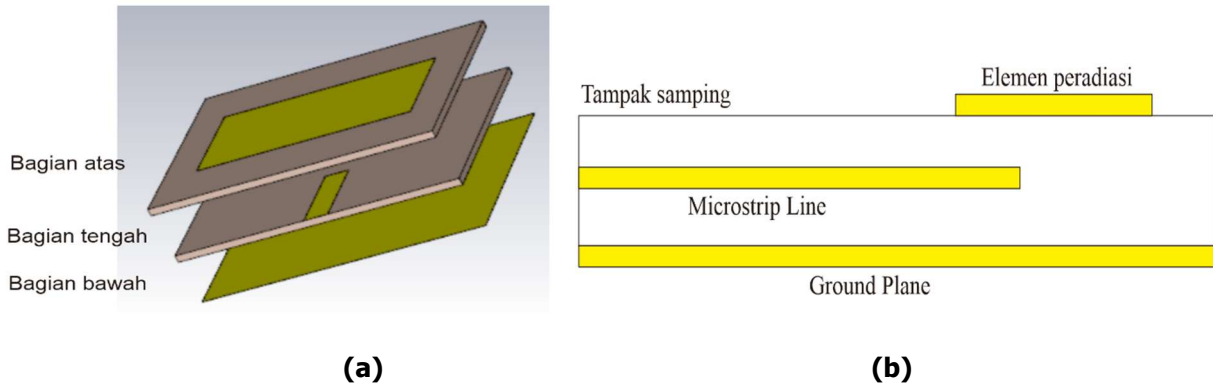 Bagian atas
Bagian tengah
Bagian bawah
(a)
Tampak samping
Elemen peradiasi
Microstrip Line
Ground Plane
(b)